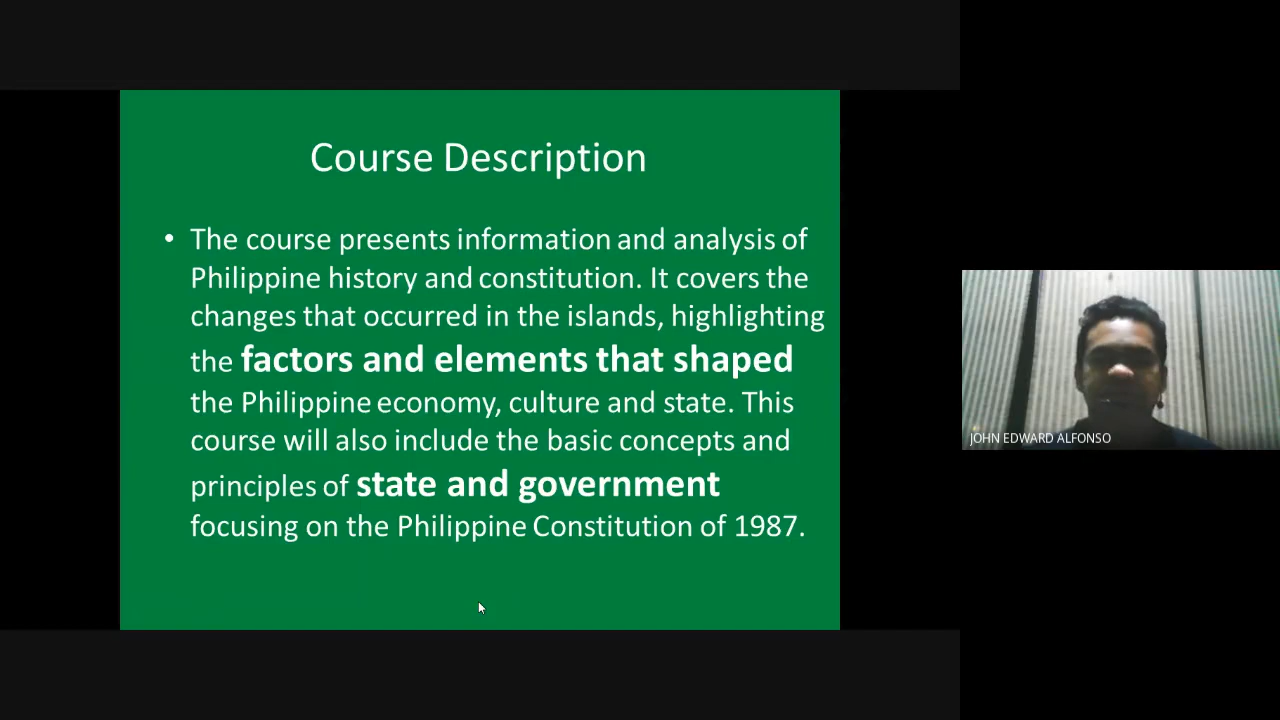 Course Description
• The course presents information and analysis of
Philippine history and constitution. It covers the
changes that occurred in the islands, highlighting
the factors and elements that shaped
the Philippine economy, culture and state. This
course will also include the basic concepts and
principles of state and government
focusing on the Philippine Constitution of 1987.
JOHN EDWARD ALFONSO